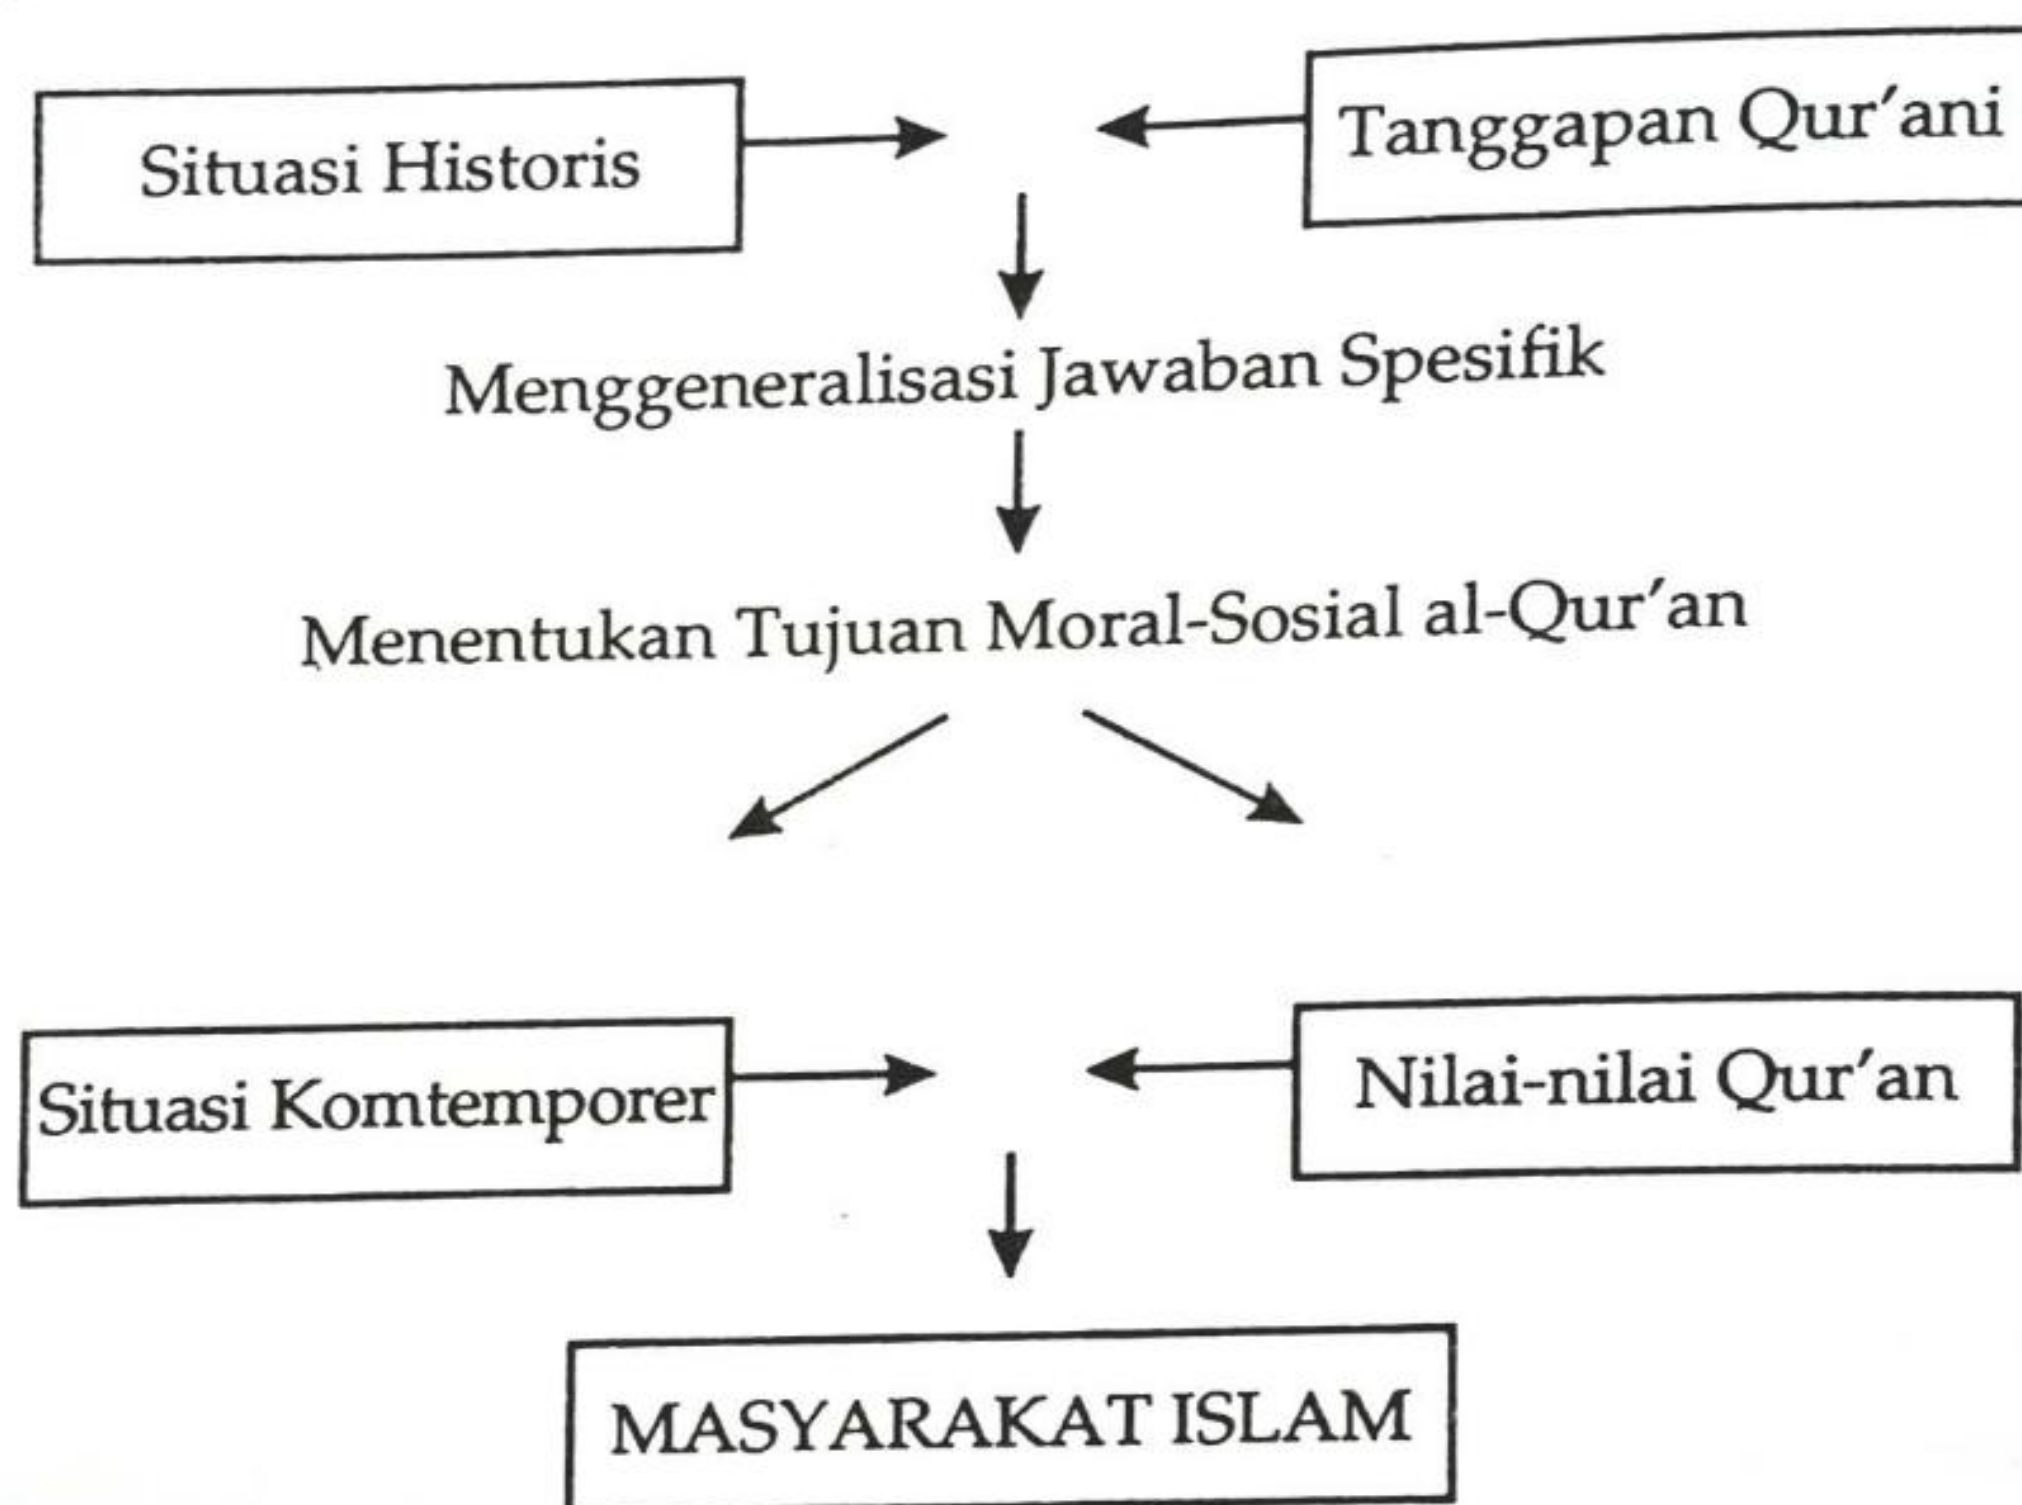 Situasi Historis
Tanggapan Qur'ani
Menggeneralisasi Jawaban Spesifik
Menentukan Tujuan Moral-Sosial al-Qur'an
Situasi Komtemporer
Nilai-nilai Qur'an
MASYARAKAT ISLAM